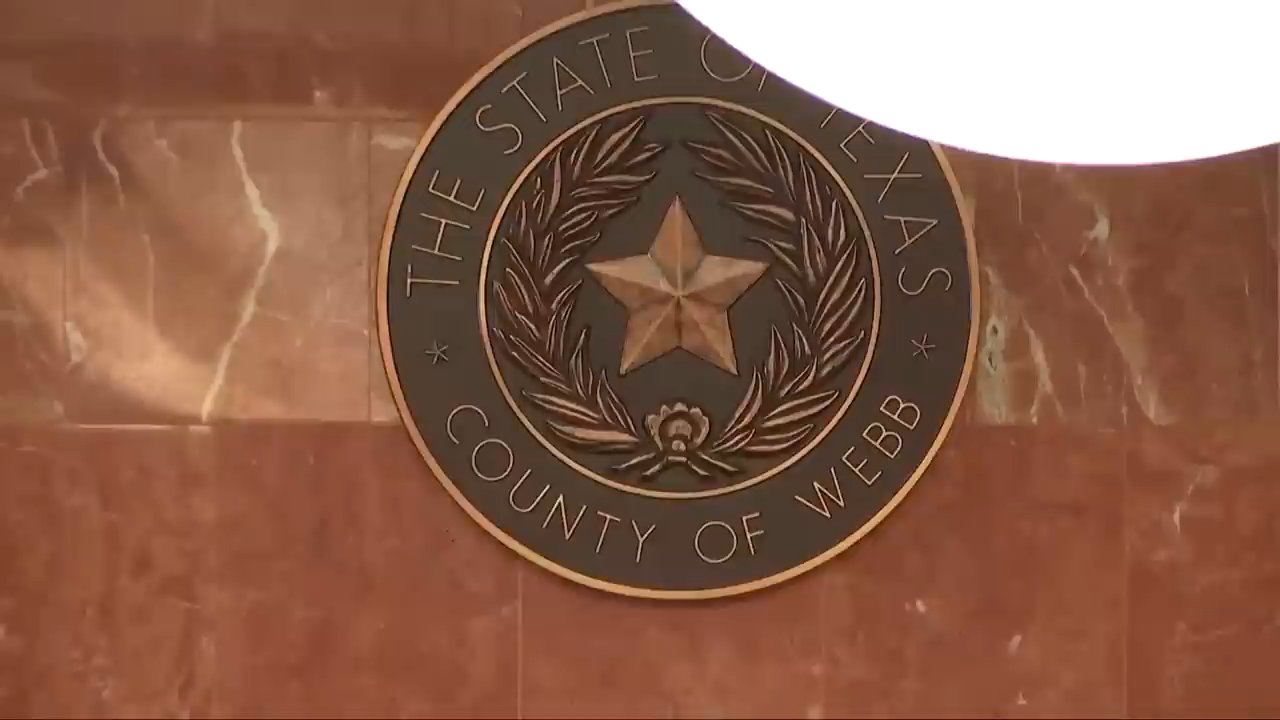 THE STATE OF TEXAS
* COUNTY OF WEBB *